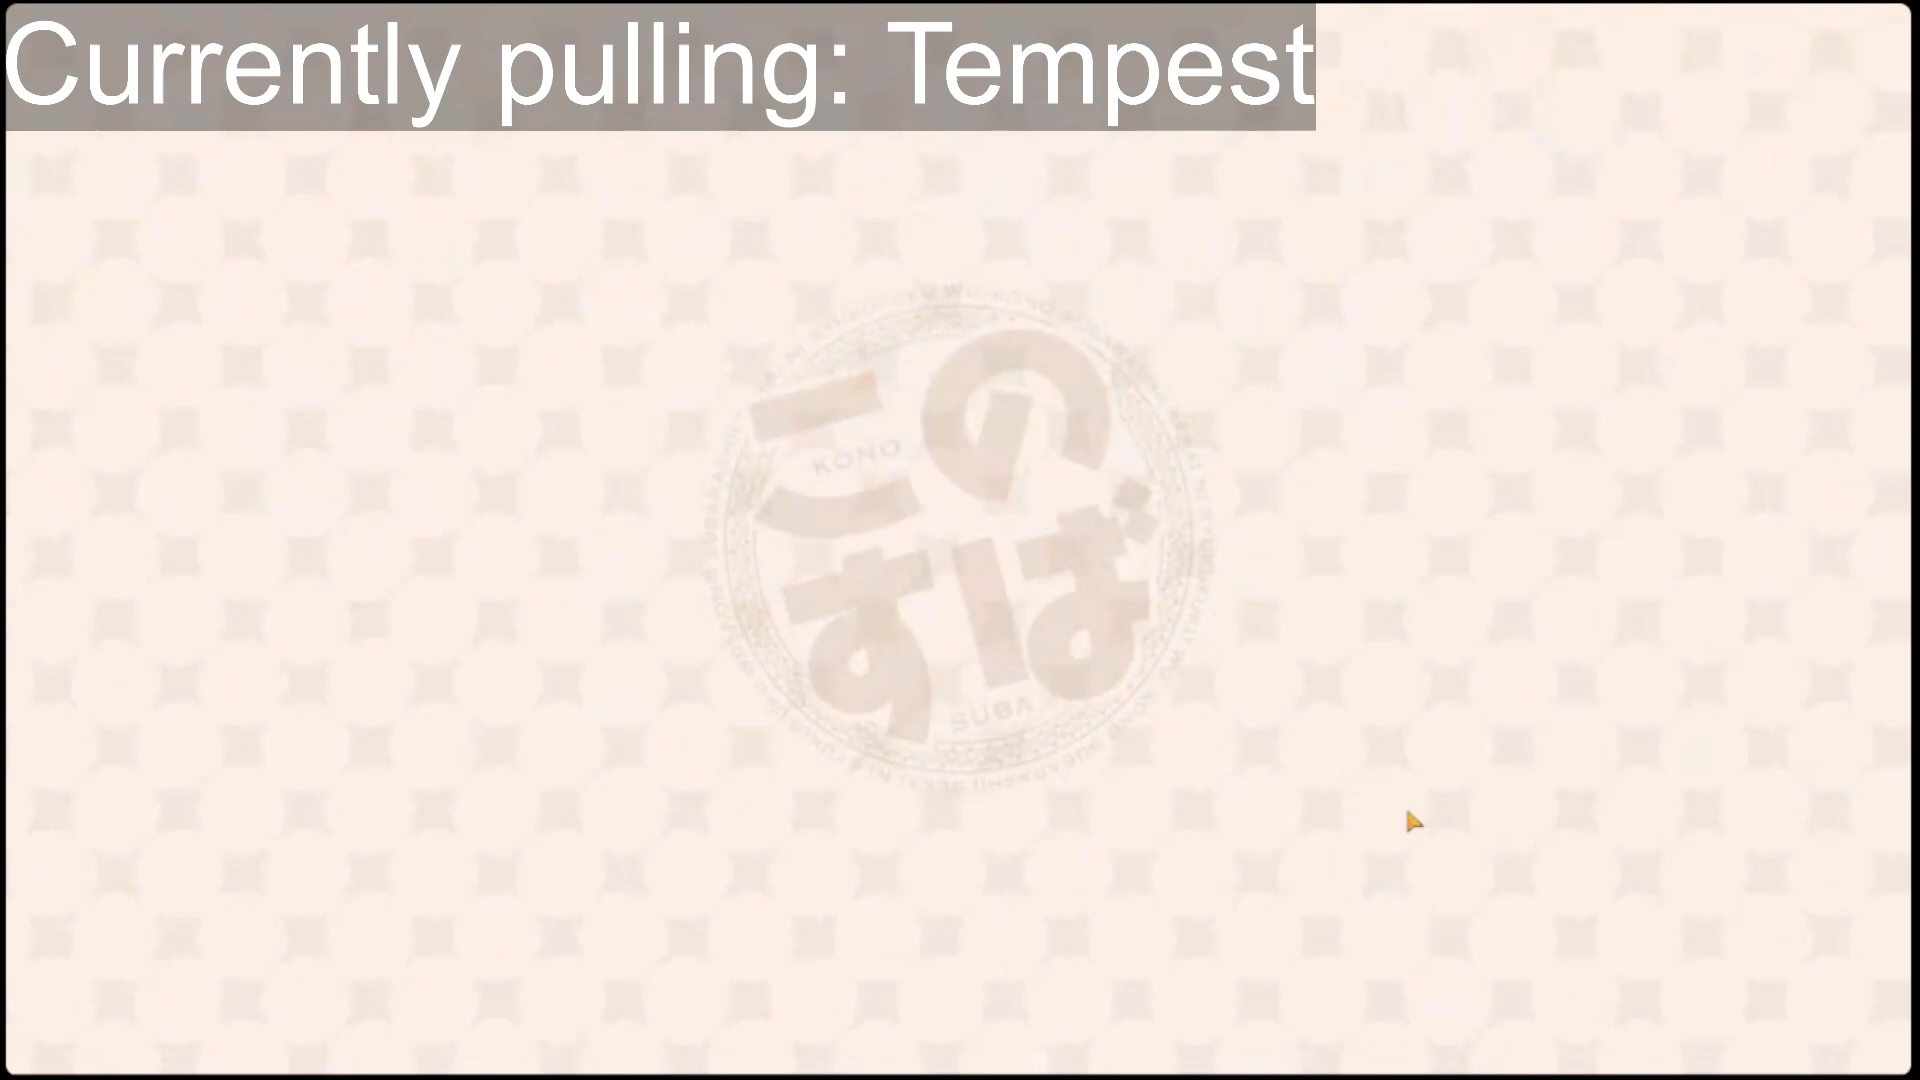 Currently pulling: Tempest
この
KONO
すば
SUBA